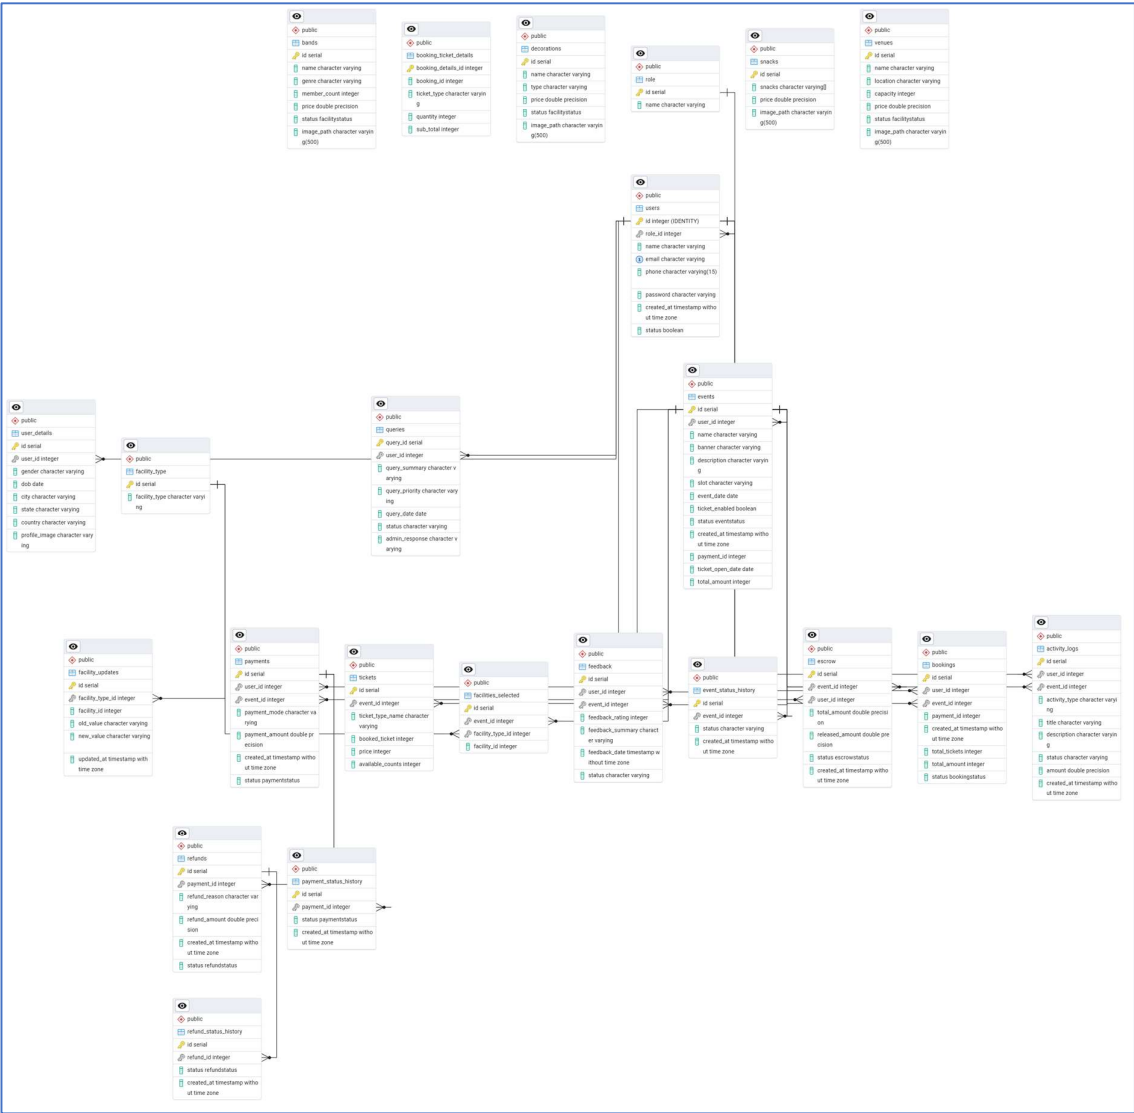 public
bands
id serial
name character varying
genre character varying
member_count integer
price double precision
status facilitystatus
image_path character varyin
g(500)
public
booking_ticket_details
booking_details_id integer
booking_id integer
ticket_type character varyin
g
quantity integer
sub_total integer
public
decorations
id serial
name character varying
type character varying
price double precision
status facilitystatus
image_path character varyin
g(500)
public
role
id serial
name character varying
public
snacks
id serial
snacks character varying[]
price double precision
image_path character varyin
g(500)
public
venues
id serial
name character varying
location character varying
capacity integer
price double precision
status facilitystatus
image_path character varyin
g(500)
public
users
id integer (IDENTITY)
role_id integer
name character varying
email character varying
phone character varying(15)
password character varying
created_at timestamp witho
ut time zone
status boolean
public
events
id serial
user_id integer
name character varying
banner character varying
description character varyin
g
slot character varying
event_date date
ticket_enabled boolean
status eventstatus
created_at timestamp witho
ut time zone
payment_id integer
ticket_open_date date
total_amount integer
public
user_details
id serial
user_id integer
gender character varying
dob date
city character varying
state character varying
country character varying
profile_image character vary
ing
public
facility_type
id serial
facility_type character varyi
ng
public
queries
query_id serial
user_id integer
query_summary character v
arying
query_priority character vary
ing
query_date date
status character varying
admin_response character v
arying
public
facility_updates
id serial
facility_type_id integer
facility_id integer
old_value character varying
new_value character varying
updated_at timestamp with
time zone
public
payments
id serial
user_id integer
event_id integer
payment_mode character va
rying
payment_amount double pr
ecision
created_at timestamp witho
ut time zone
status paymentstatus
public
tickets
id serial
event_id integer
ticket_type_name character
varying
booked_ticket integer
price integer
available_counts integer
public
facilities_selected
id serial
event_id integer
facility_type_id integer
facility_id integer
public
feedback
id serial
user_id integer
event_id integer
feedback_rating integer
feedback_summary charact
er varying
feedback_date timestamp w
ithout time zone
status character varying
public
event_status_history
id serial
event_id integer
status character varying
created_at timestamp witho
ut time zone
public
escrow
id serial
event_id integer
user_id integer
total_amount double precisi
on
released_amount double pre
cision
status escrowstatus
created_at timestamp witho
ut time zone
public
bookings
id serial
user_id integer
event_id integer
payment_id integer
created_at timestamp witho
ut time zone
total_tickets integer
total_amount integer
status bookingstatus
public
activity_logs
id serial
user_id integer
event_id integer
activity_type character varyi
ng
title character varying
description character varyin
g
status character varying
amount double precision
created_at timestamp witho
ut time zone
public
refunds
id serial
payment_id integer
refund_reason character var
ying
refund_amount double preci
sion
created_at timestamp witho
ut time zone
status refundstatus
public
payment_status_history
id serial
payment_id integer
status paymentstatus
created_at timestamp witho
ut time zone
public
refund_status_history
id serial
refund_id integer
status refundstatus
created_at timestamp witho
ut time zone